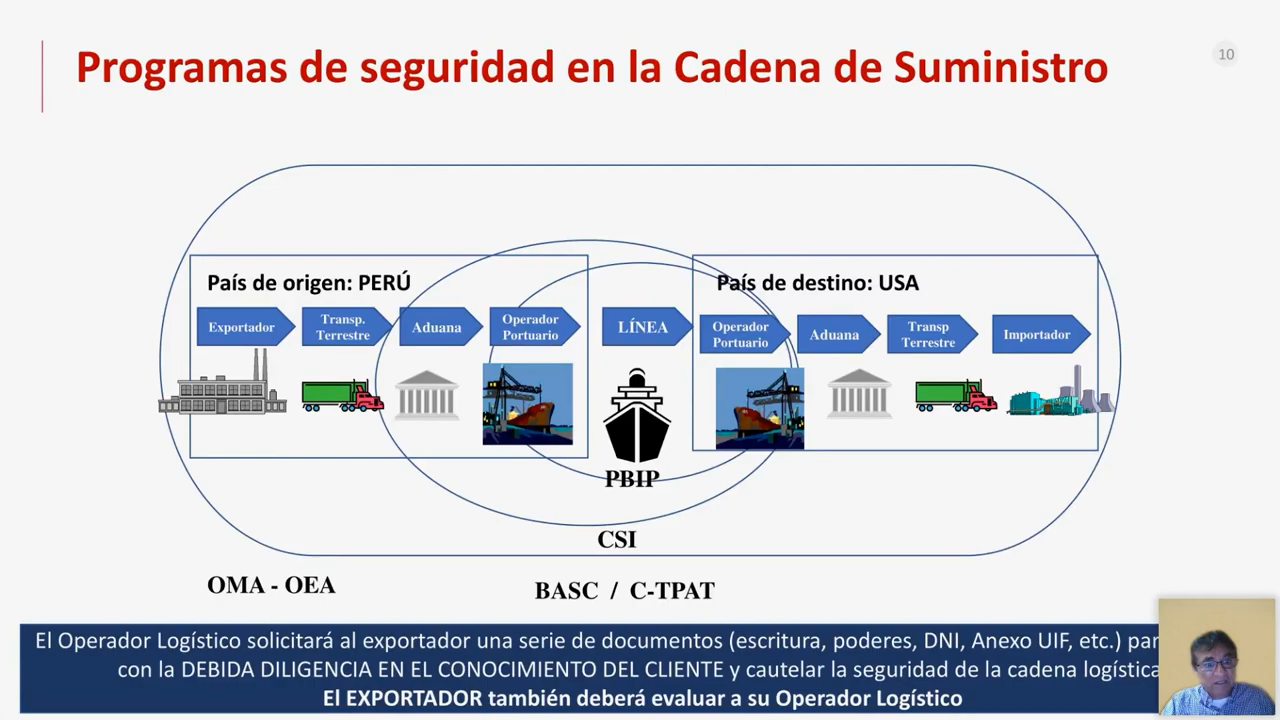 Programas de seguridad en la Cadena de Suministro
10
País de origen: PERÚ
País de destino: USA
Exportador
Transp.
Terrestre
Aduana
Operador
Portuario
LÍNEA
Operador
Portuario
Aduana
Transp
Terrestre
Importador
PBIP
CSI
OMA - OEA
BASC / C-TPAT
El Operador Logístico solicitará al exportador una serie de documentos (escritura, poderes, DNI, Anexo UIF, etc.)
con la DEBIDA DILIGENCIA EN EL CONOCIMIENTO DEL CLIENTE y cautelar la seguridad de la cadena logística
El EXPORTADOR también deberá evaluar a su Operador Logístico